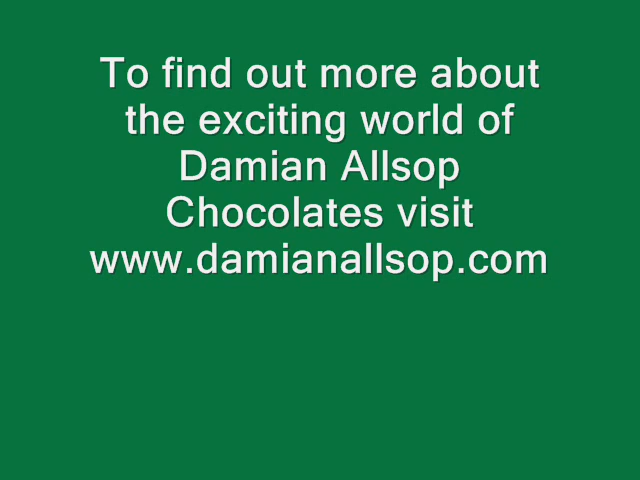 To find out more about
the exciting world of
Damian Allsop
Chocolates visit
www.damianallsop.com